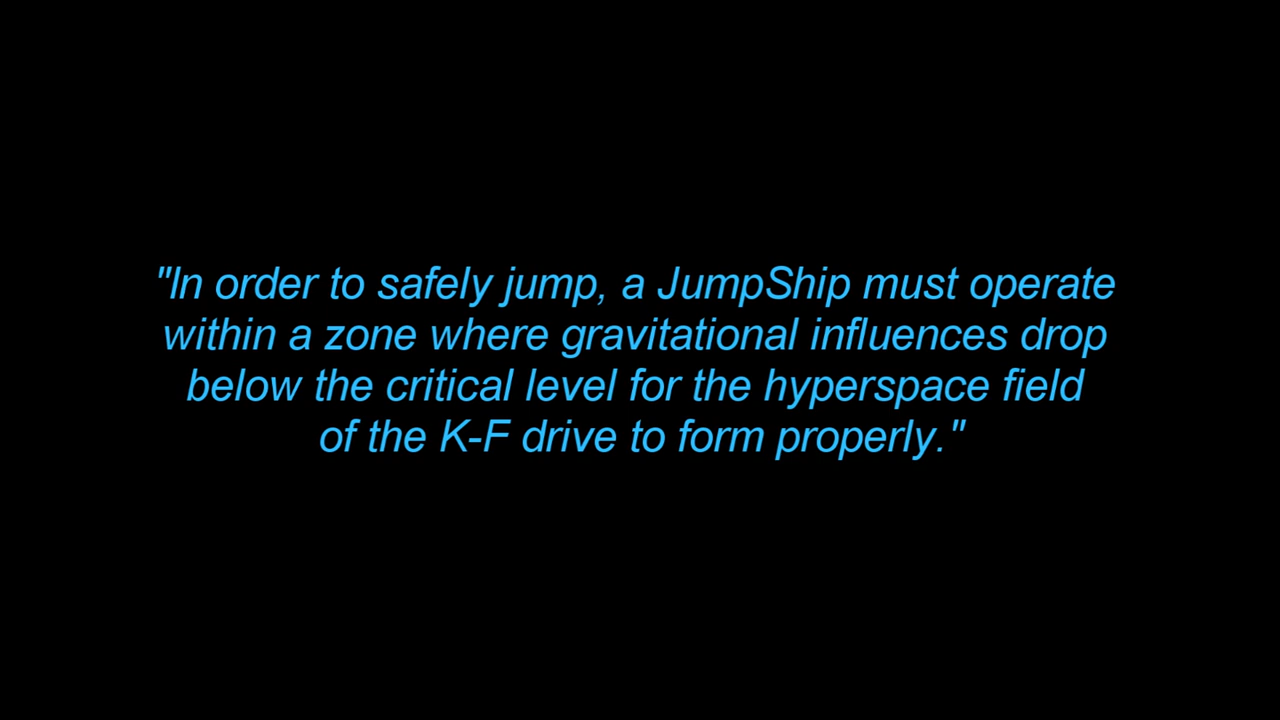 "In order to safely jump, a JumpShip must operate
within a zone where gravitational influences drop
below the critical level for the hyperspace field
of the K-F drive to form properly."